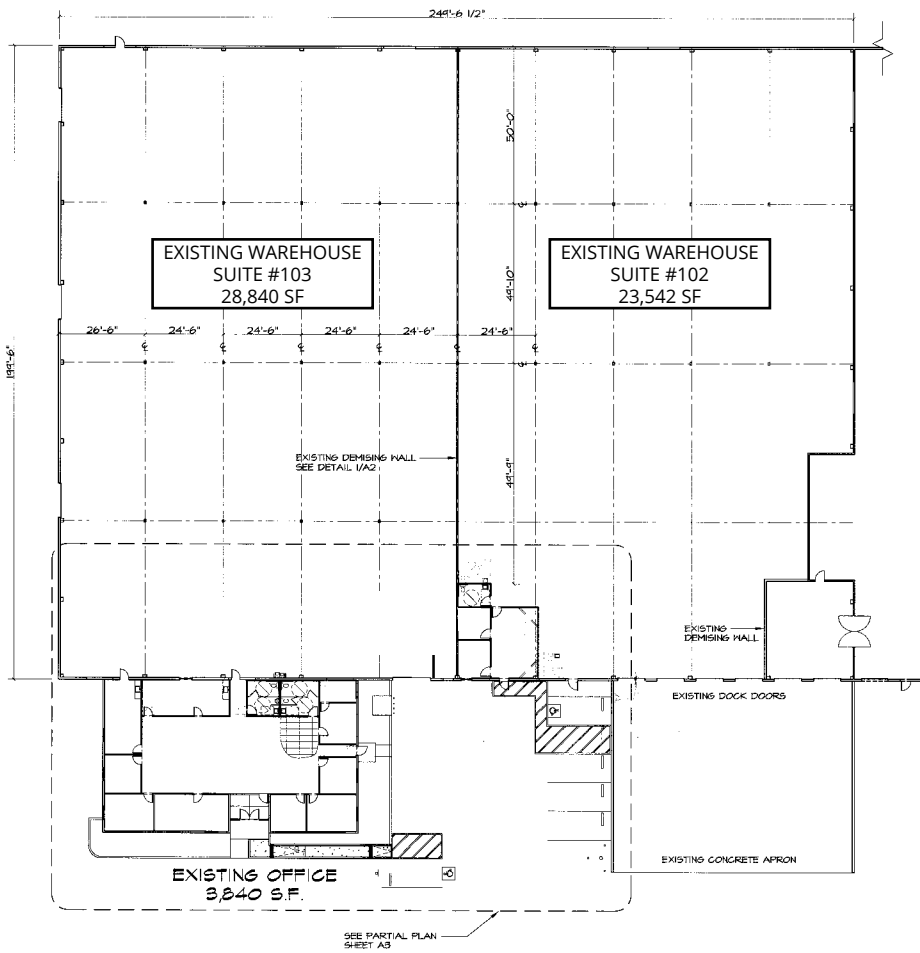 249'-6 1/2"
50'-0"
199'-6"
EXISTING WAREHOUSE
SUITE #103
28,840 SF
EXISTING WAREHOUSE
SUITE #102
23,542 SF
49'-10"
26'-6"
24'-6"
24'-6"
24'-6"
24'-6"
24'-6"
EXISTING DEMISING WALL
SEE DETAIL 1/A2
49'-9"
EXISTING
DEMISING WALL
EXISTING DOCK DOORS
EXISTING CONCRETE APRON
EXISTING OFFICE
3,840 S.F.
SEE PARTIAL PLAN
SHEET A3